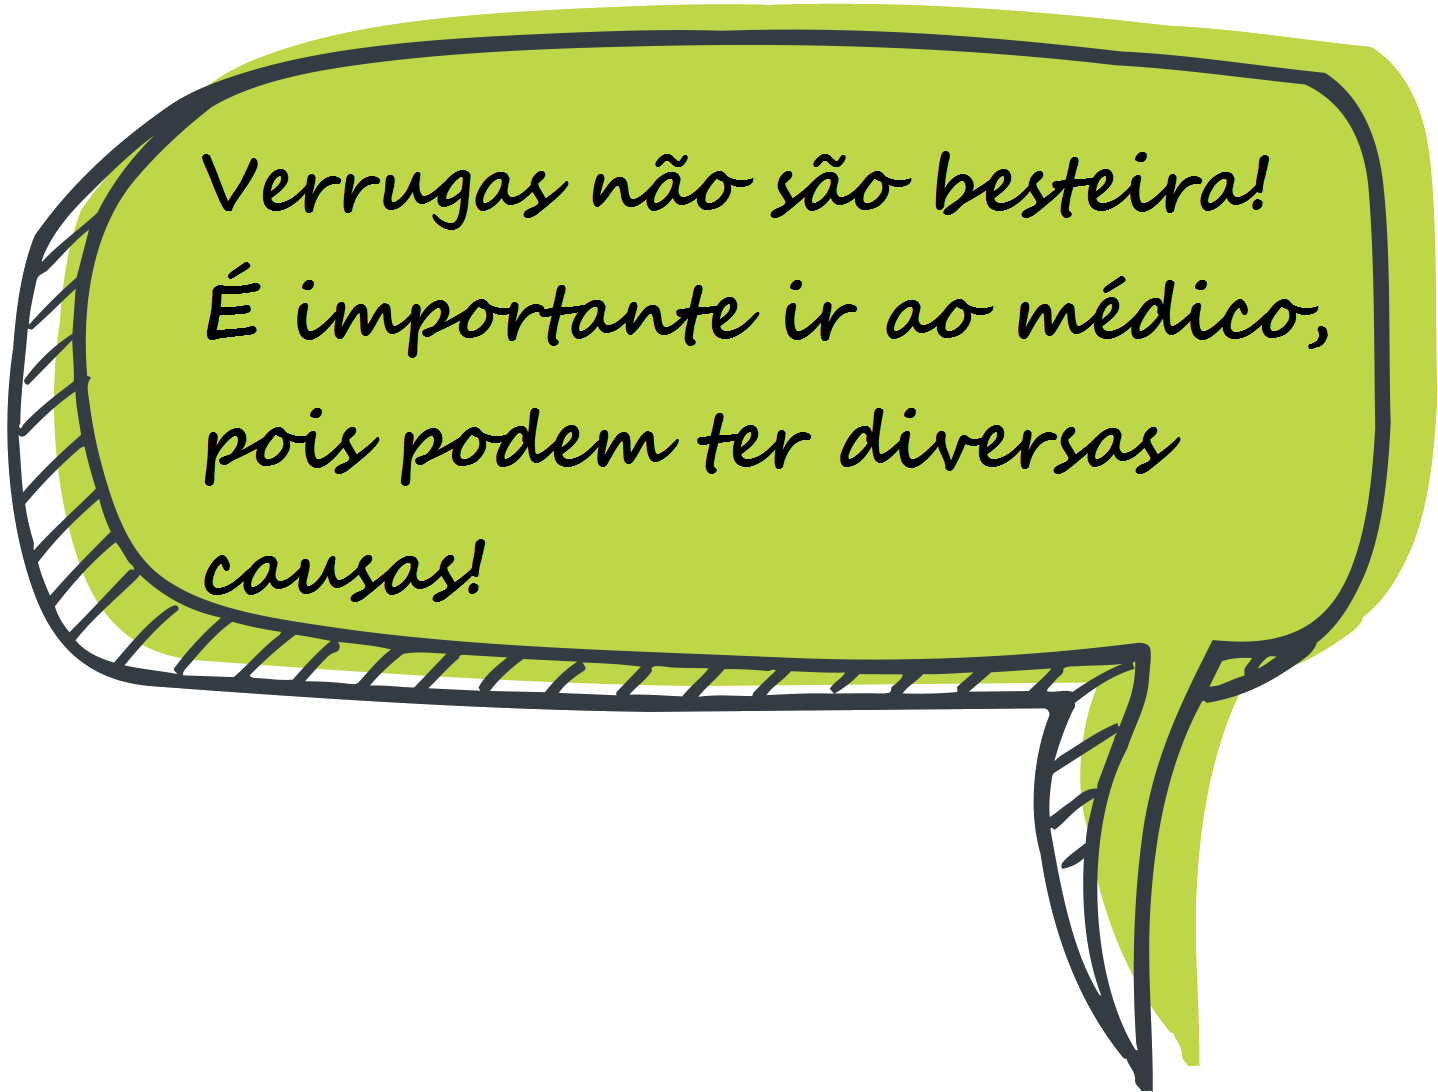 Verrugas não são besteira!
É importante ir ao médico,
pois podem ter diversas
causas!